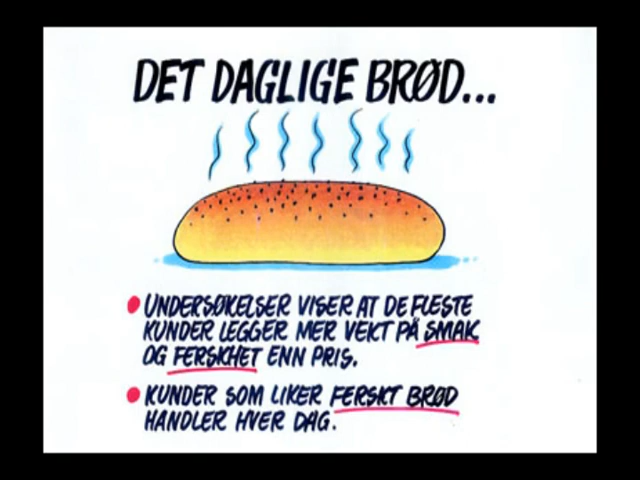 DET DAGLIGE BRØD...
UNDERSØKELSER VISER AT DE FLESTE
KUNDER LEGGER MER VEKT PÅ SMAK
OG FERSKHET ENN PRIS.
KUNDER SOM LIKER FERSKT BRØD
HANDLER HVER DAG.